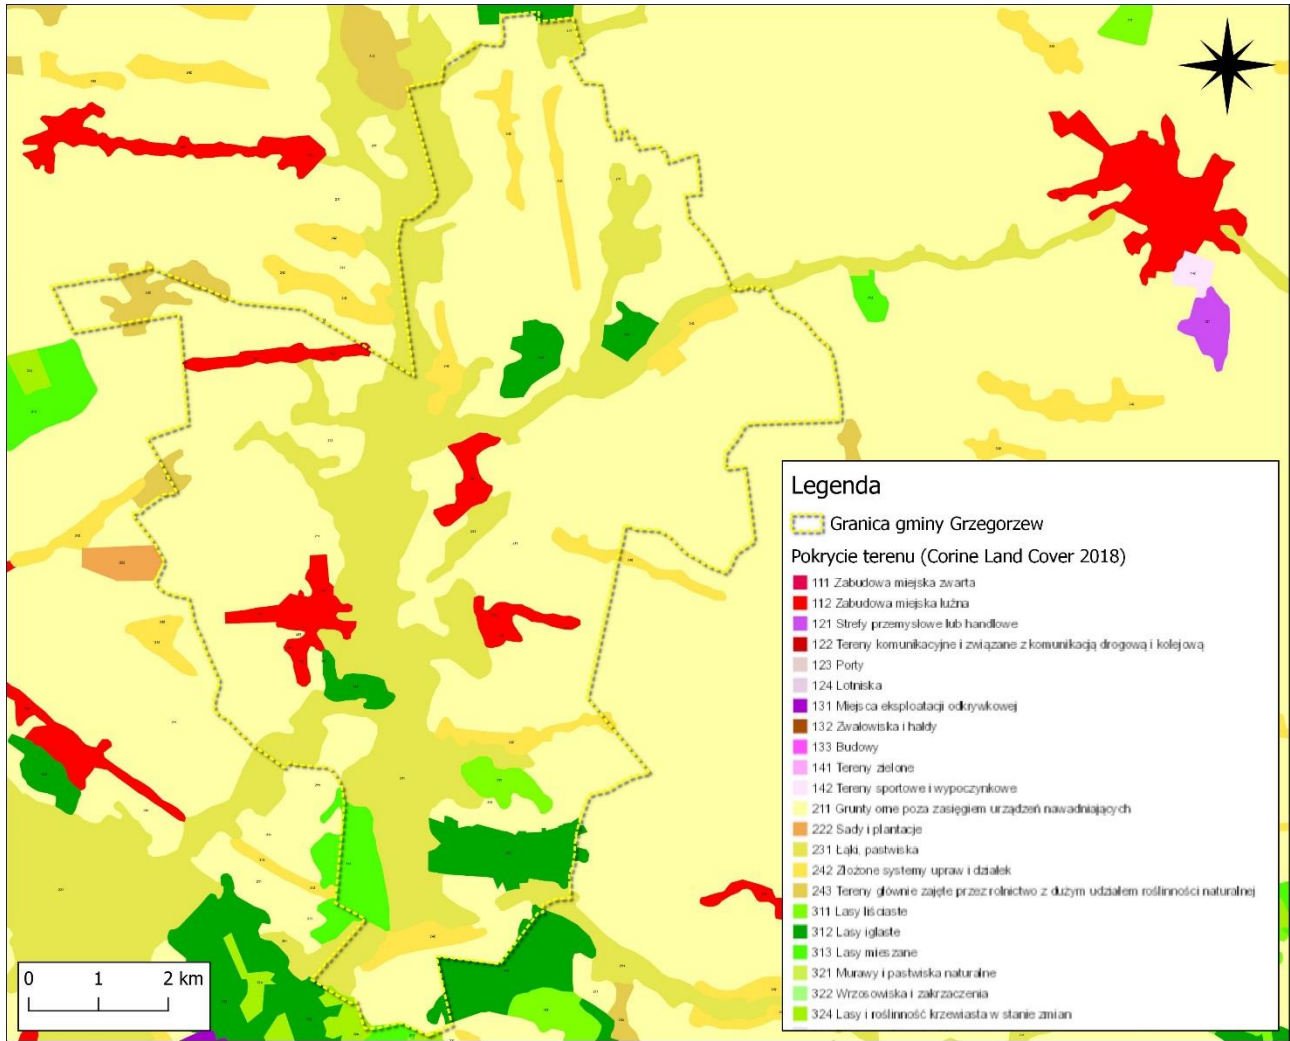 Legenda
Granica gminy Grzegorzew
Pokrycie terenu (Corine Land Cover 2018)
111 Zabudowa miejska zwarta
112 Zabudowa miejska luźna
121 Strefy przemysłowe lub handlowe
122 Tereny komunikacyjne i związane z komunikacją drogową i kolejową
123 Porty
124 Lotniska
131 Miejsca eksploatacji odkrywkowej
132 Zwałowiska i hałdy
133 Budowy
141 Tereny zielone
142 Tereny sportowe i wypoczynkowe
211 Grunty orne poza zasięgiem urządzeń nawadniających
222 Sady i plantacje
231 Łąki, pastwiska
242 Złożone systemy upraw i działek
243 Tereny głównie zajęte przez rolnictwo z dużym udziałem roślinności naturalnej
311 Lasy liściaste
312 Lasy iglaste
313 Lasy mieszane
321 Murawy i pastwiska naturalne
322 Wrzosowiska i zakrzaczenia
324 Lasy i roślinność krzewiasta w stanie zmian
0 1 2 km